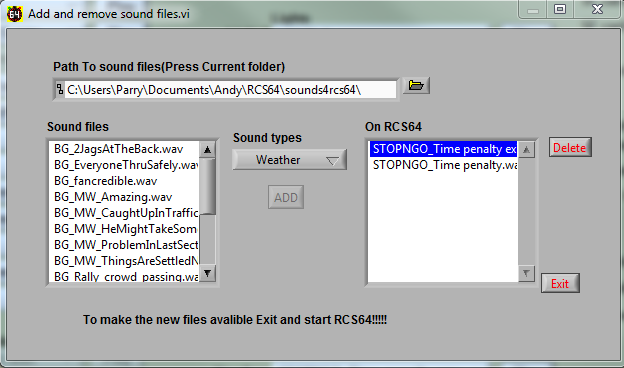 64 Add and remove sound files.vi
Path To sound files(Press Current folder)
C:\Users\Parry\Documents\Andy\RCS64\sounds4rcs64\
Sound files
Sound types
On RCS64
BG_2JagsAtTheBack.wav
BG_EveryoneThruSafely.wav
BG_fancredible.wav
BG_MW_Amazing.wav
BG_MW_CaughtUpInTraffic
BG_MW_HeMightTakeSom
BG_MW_ProblemInLastSect
BG_MW_ThingsAreSettledN
BG_Rally_crowd_passing.wa
Weather
ADD
STOPNGO_Time penalty ex
STOPNGO_Time penalty.wa
Delete
Exit
To make the new files avalible Exit and start RCS64!!!!!